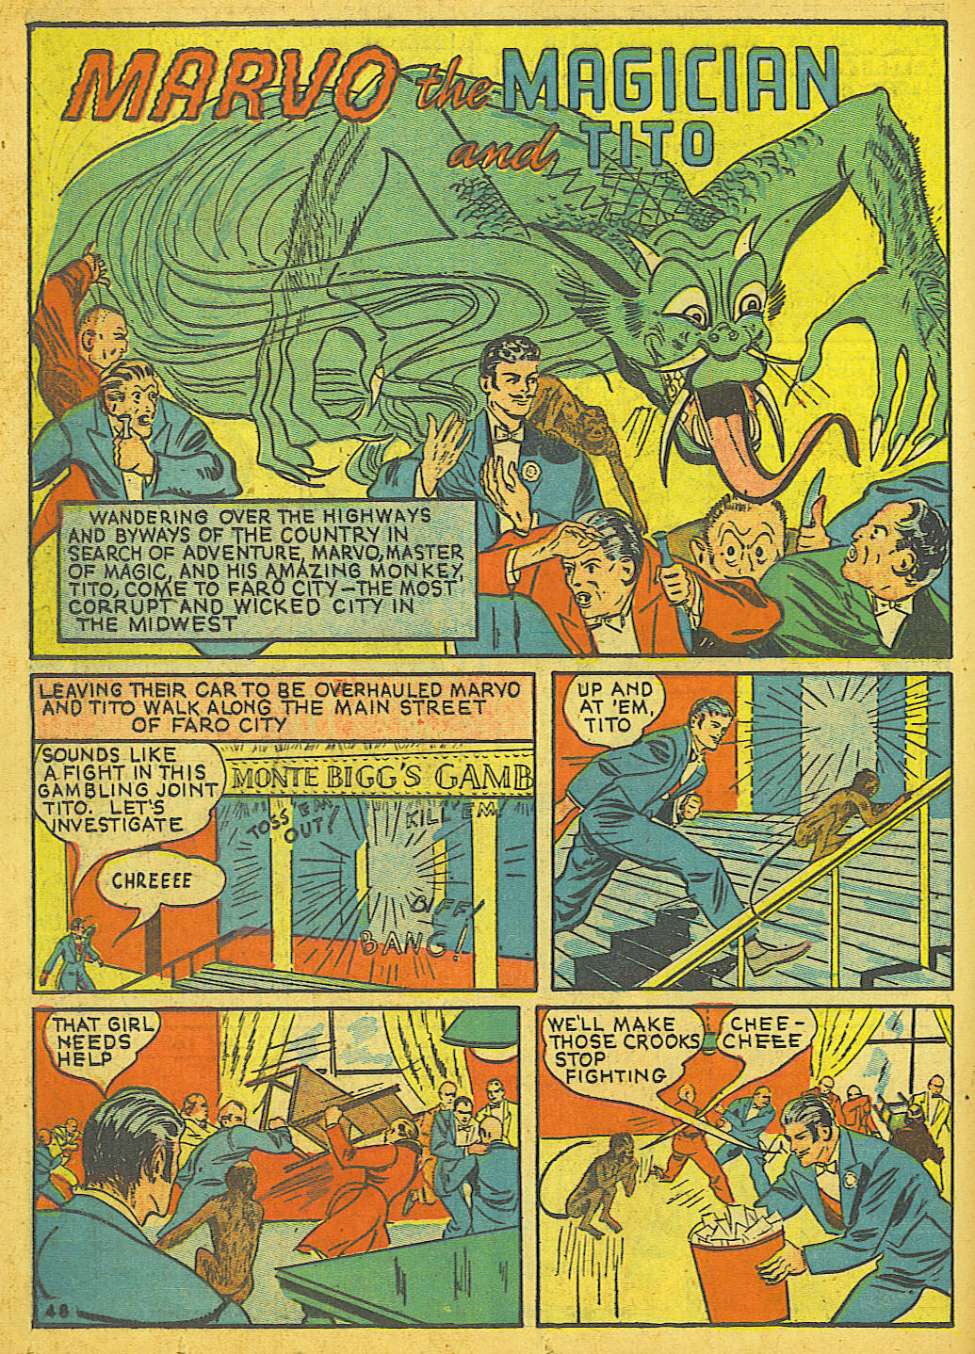 MARVO the MAGICIAN
and TITO
WANDERING OVER THE HIGHWAYS
AND BYWAYS OF THE COUNTRY IN
SEARCH OF ADVENTURE, MARVO, MASTER
OF MAGIC, AND HIS AMAZING MONKEY,
TITO, COME TO FARO CITY—THE MOST
CORRUPT AND WICKED CITY IN
THE MIDWEST
LEAVING THEIR CAR TO BE OVERHAULED MARVO
AND TITO WALK ALONG THE MAIN STREET
OF FARO CITY
SOUNDS LIKE
A FIGHT IN THIS
GAMBLING JOINT
TITO. LET'S
INVESTIGATE
CHREEEE
MONTE BIGG'S GAMB
TOSS 'EM
OUT!
KILL 'EM
BIFF!
BANG!
UP AND
AT 'EM,
TITO
THAT GIRL
NEEDS
HELP
WE'LL MAKE
THOSE CROOKS
STOP
FIGHTING
CHEE-
CHEEE
48